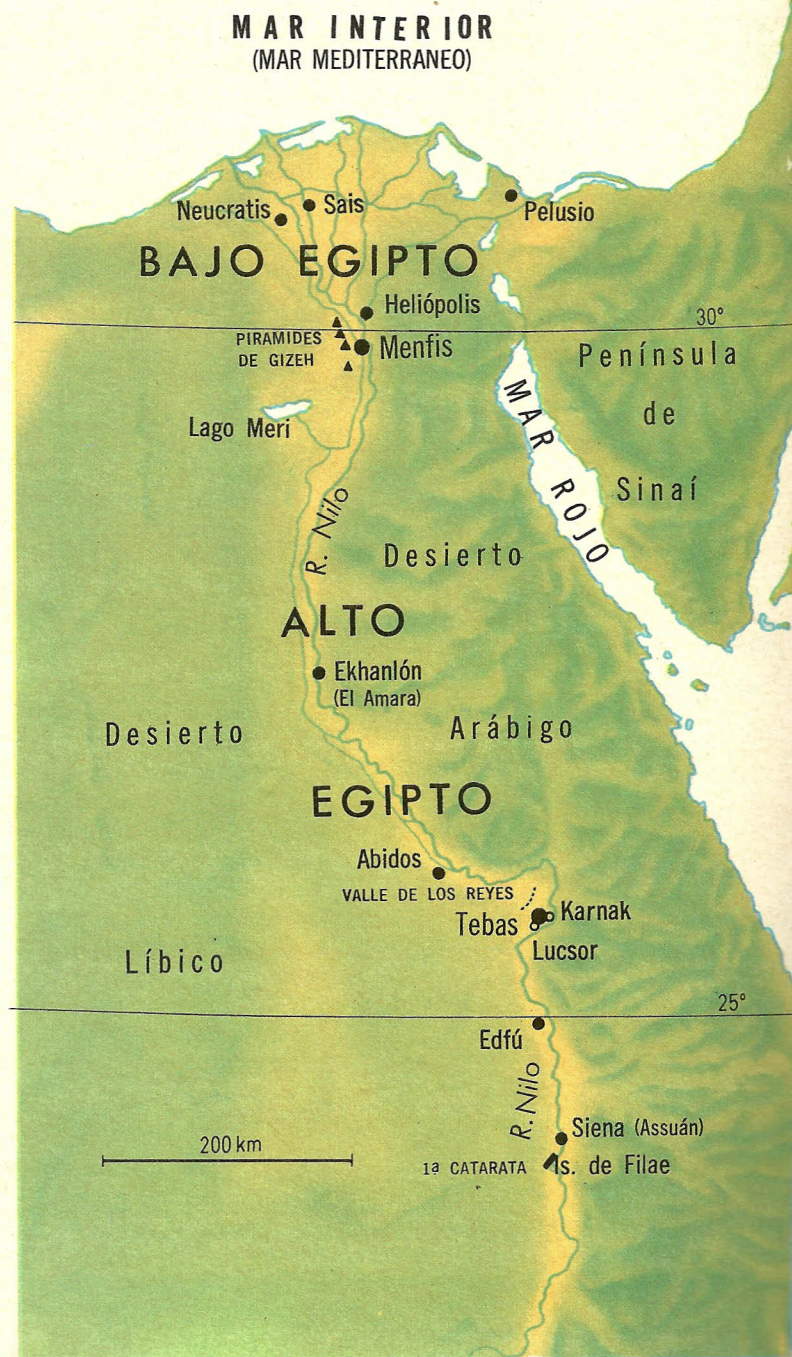 MAR INTERIOR
(MAR MEDITERRANEO)
Neucratis
Sais
Pelusio
BAJO EGIPTO
Heliópolis
30°
PIRAMIDES
DE GIZEH
Menfis
Península
de
Sinaí
Lago Meri
MAR ROJO
R. Nilo
Desierto
ALTO
Ekhanlón
(El Amara)
Desierto
Arábigo
EGIPTO
Abidos
VALLE DE LOS REYES
Karnak
Tebas
Lucsor
Líbico
25°
Edfú
R. Nilo
Siena (Assuán)
200 km
1ª CATARATA
Is. de Filae